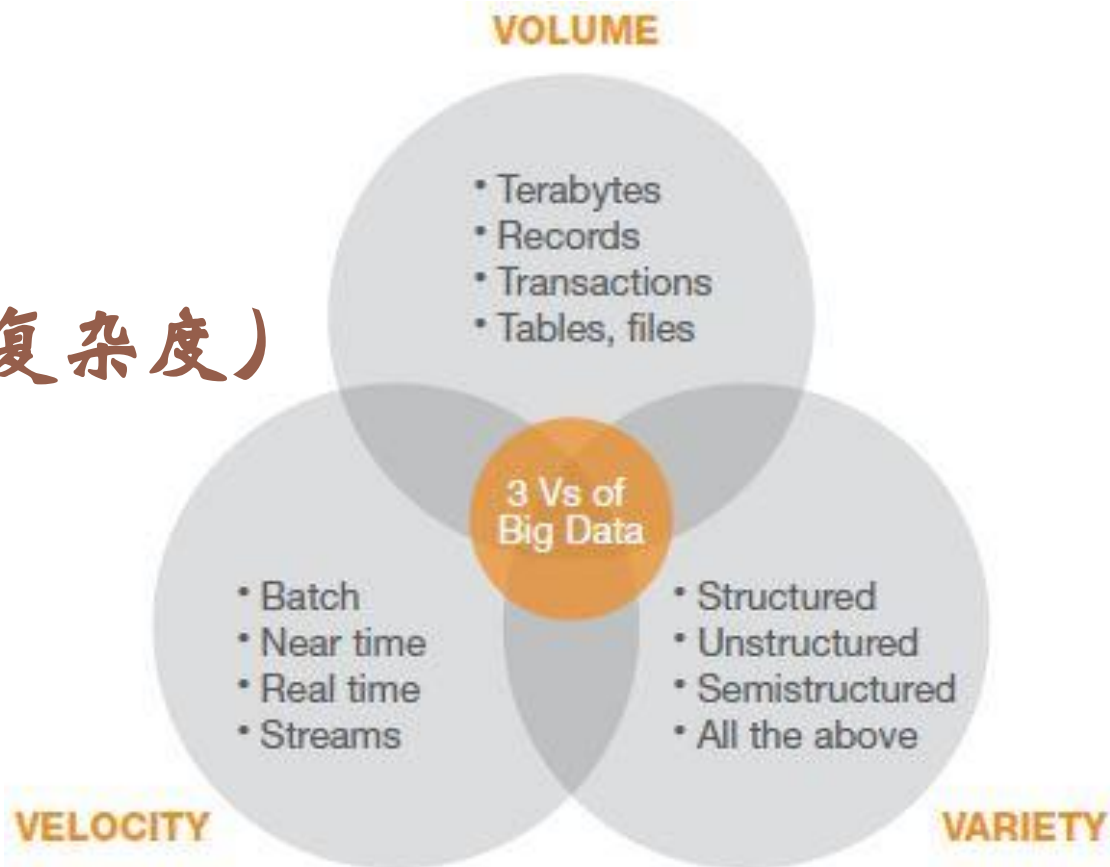 VOLUME
• Terabytes
• Records
• Transactions
• Tables, files
复杂度)
3 Vs of
Big Data
• Batch
• Near time
• Real time
• Streams
• Structured
• Unstructured
• Semistructured
• All the above
VELOCITY
VARIETY